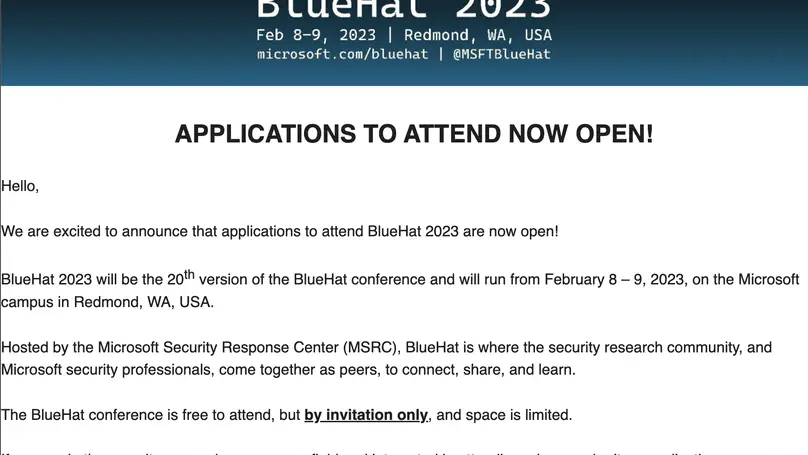 BlueHat 2023
Feb 8–9, 2023 | Redmond, WA, USA
microsoft.com/bluehat | @MSFTBlueHat
APPLICATIONS TO ATTEND NOW OPEN!
Hello,
We are excited to announce that applications to attend BlueHat 2023 are now open!
BlueHat 2023 will be the 20th version of the BlueHat conference and will run from February 8 – 9, 2023, on the Microsoft
campus in Redmond, WA, USA.
Hosted by the Microsoft Security Response Center (MSRC), BlueHat is where the security research community, and
Microsoft security professionals, come together as peers, to connect, share, and learn.
The BlueHat conference is free to attend, but by invitation only, and space is limited.